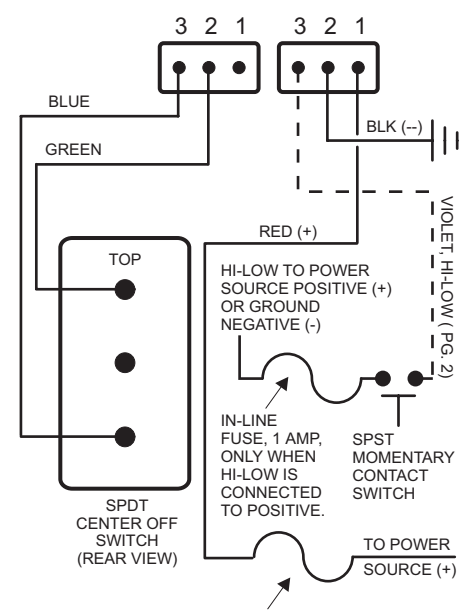 3 2 1
3 2 1
BLUE
GREEN
BLK (--)
RED (+)
VIOLET, HI-LOW ( PG. 2)
TOP
HI-LOW TO POWER
SOURCE POSITIVE (+)
OR GROUND
NEGATIVE (-)
IN-LINE
FUSE, 1 AMP,
ONLY WHEN
HI-LOW IS
CONNECTED
TO POSITIVE.
SPST
MOMENTARY
CONTACT
SWITCH
SPDT
CENTER OFF
SWITCH
(REAR VIEW)
TO POWER
SOURCE (+)